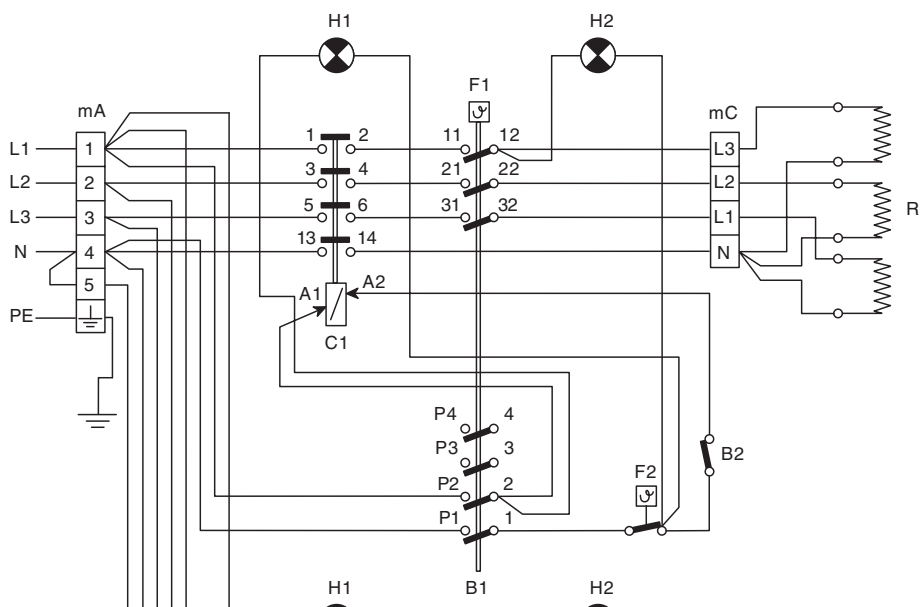 H1 H2
F1
ϑ
mA mC
L1 1 1 2 11 12 L3
L2 2 3 4 21 22 L2
L3 3 5 6 31 32 L1 R
N 4 13 14 N
5 A1 A2
PE
C1
P4 4
P3 3
B2
P2 2 F2
ϑ
P1 1
H1 B1 H2